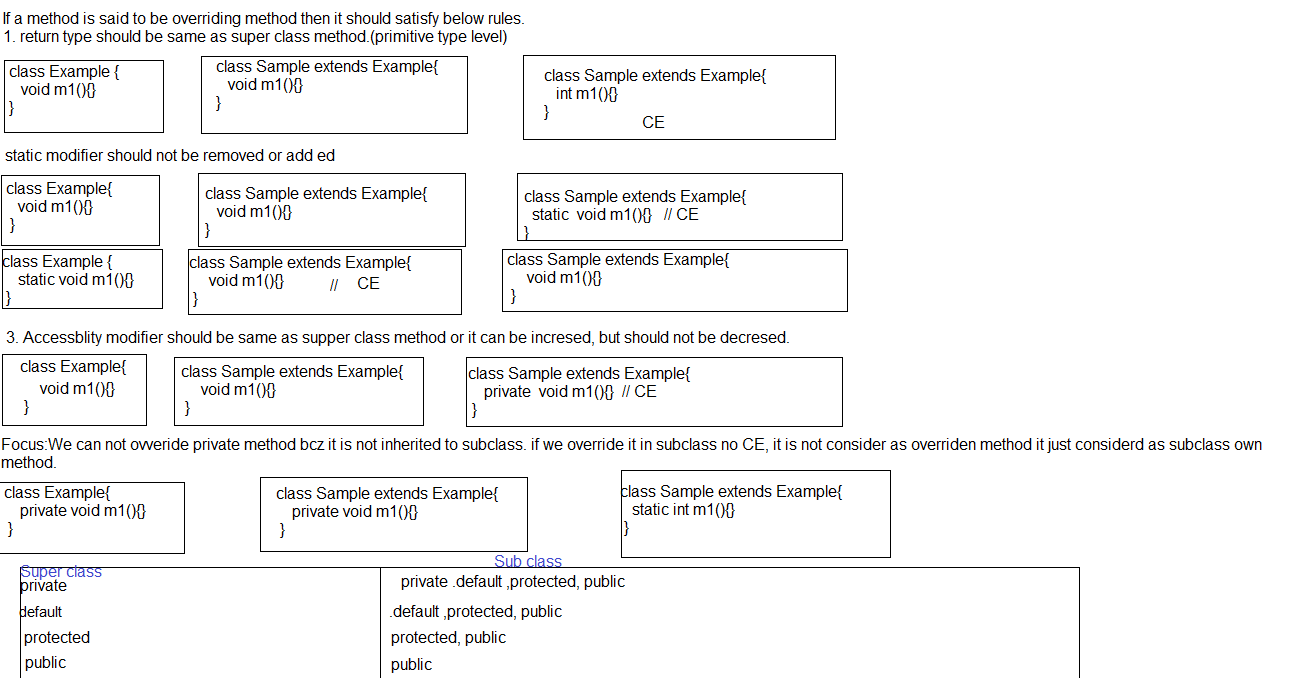 If a method is said to be overriding method then it should satisfy below rules.
1. return type should be same as super class method.(primitive type level)
class Example {
void m1(){}
}
class Sample extends Example{
void m1(){}
}
class Sample extends Example{
int m1(){}
}
CE
static modifier should not be removed or add ed
class Example{
void m1(){}
}
class Sample extends Example{
void m1(){}
}
class Sample extends Example{
static void m1(){} // CE
}
class Example {
static void m1(){}
}
class Sample extends Example{
void m1(){} // CE
}
class Sample extends Example{
void m1(){}
}
3. Accessblity modifier should be same as supper class method or it can be incresed, but should not be decresed.
class Example{
void m1(){}
}
class Sample extends Example{
void m1(){}
}
class Sample extends Example{
private void m1(){} // CE
}
Focus:We can not ovveride private method bcz it is not inherited to subclass. if we override it in subclass no CE, it is not consider as overriden method it just considerd as subclass own
method.
class Example{
private void m1(){}
}
class Sample extends Example{
private void m1(){}
}
class Sample extends Example{
static int m1(){}
}
Super class
Sub class
private
private .default ,protected, public
default
.default ,protected, public
protected
protected, public
public
public